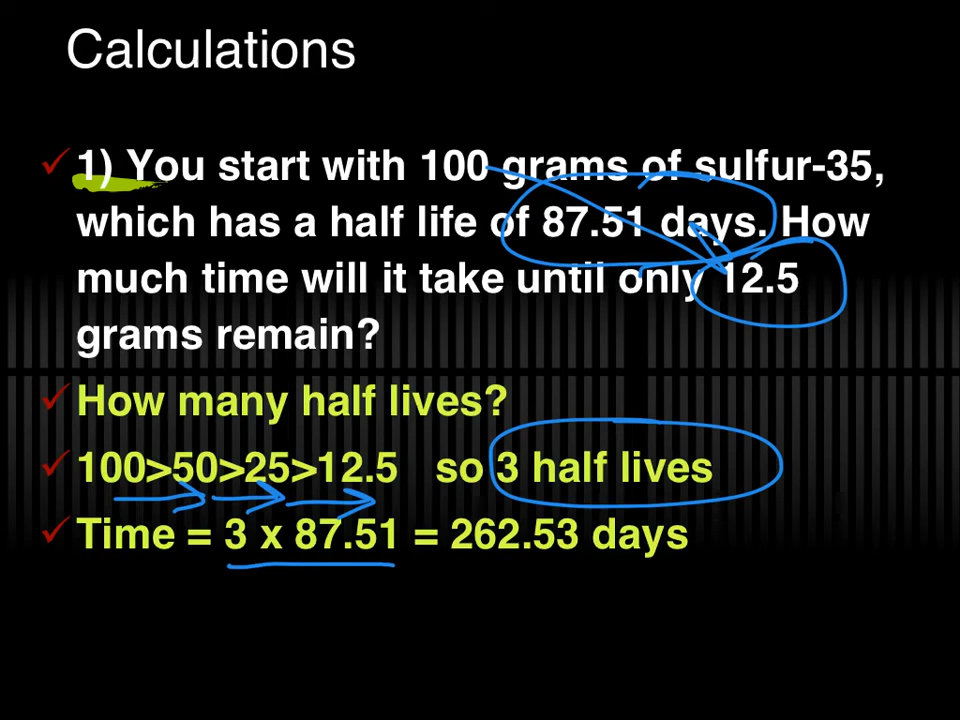 Calculations
1) You start with 100 grams of sulfur-35,
which has a half life of 87.51 days. How
much time will it take until only 12.5
grams remain?
How many half lives?
100>50>25>12.5 so 3 half lives
Time = 3 x 87.51 = 262.53 days